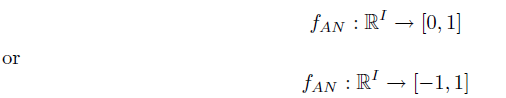 f_{AN} : ℝ^I → [0, 1]
or
f_{AN} : ℝ^I → [−1, 1]